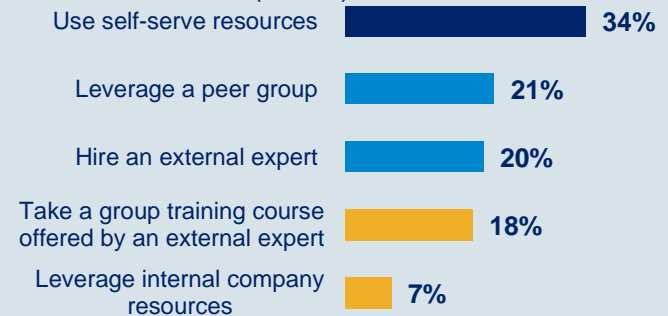 Use self-serve resources 34%
Leverage a peer group 21%
Hire an external expert 20%
Take a group training course
offered by an external expert 18%
Leverage internal company
resources 7%